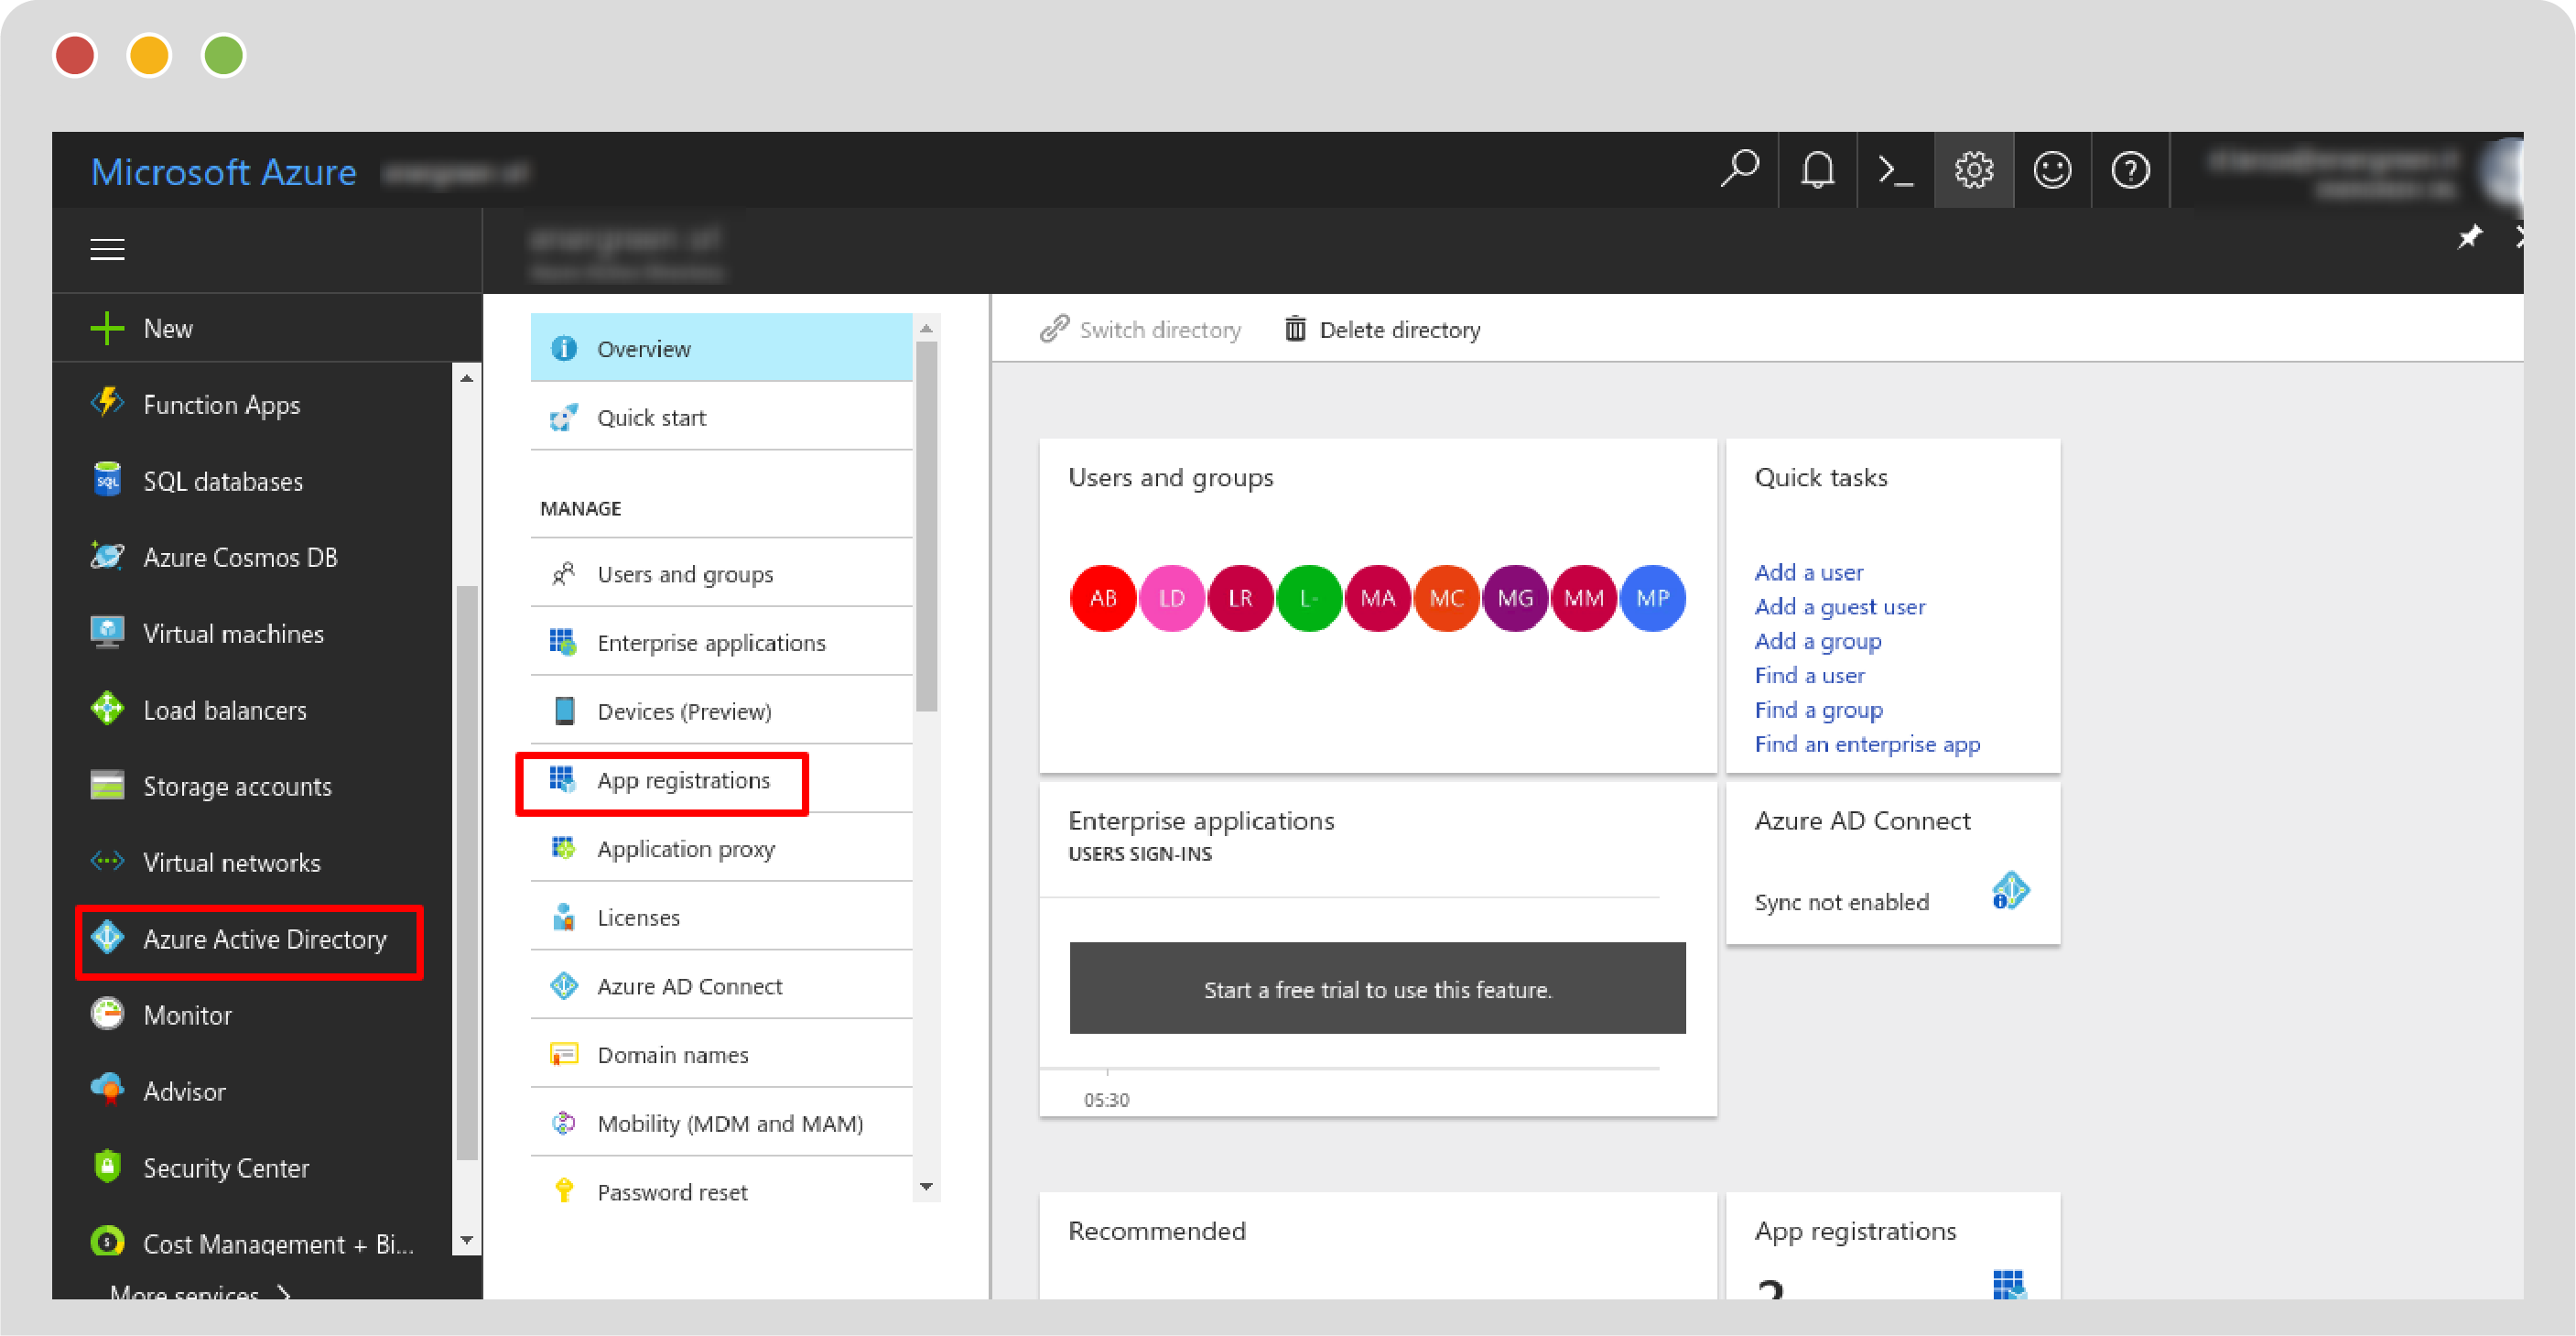 Microsoft Azure
New
Function Apps
SQL databases
Azure Cosmos DB
Virtual machines
Load balancers
Storage accounts
Virtual networks
Azure Active Directory
Monitor
Advisor
Security Center
Cost Management + Bi...
More services
Overview
Quick start
MANAGE
Users and groups
Enterprise applications
Devices (Preview)
App registrations
Application proxy
Licenses
Azure AD Connect
Domain names
Mobility (MDM and MAM)
Password reset
Switch directory
Delete directory
Users and groups
AB LD LR L- MA MC MG MM MP
Quick tasks
Add a user
Add a guest user
Add a group
Find a user
Find a group
Find an enterprise app
Enterprise applications
USERS SIGN-INS
Start a free trial to use this feature.
05:30
Azure AD Connect
Sync not enabled
Recommended
App registrations